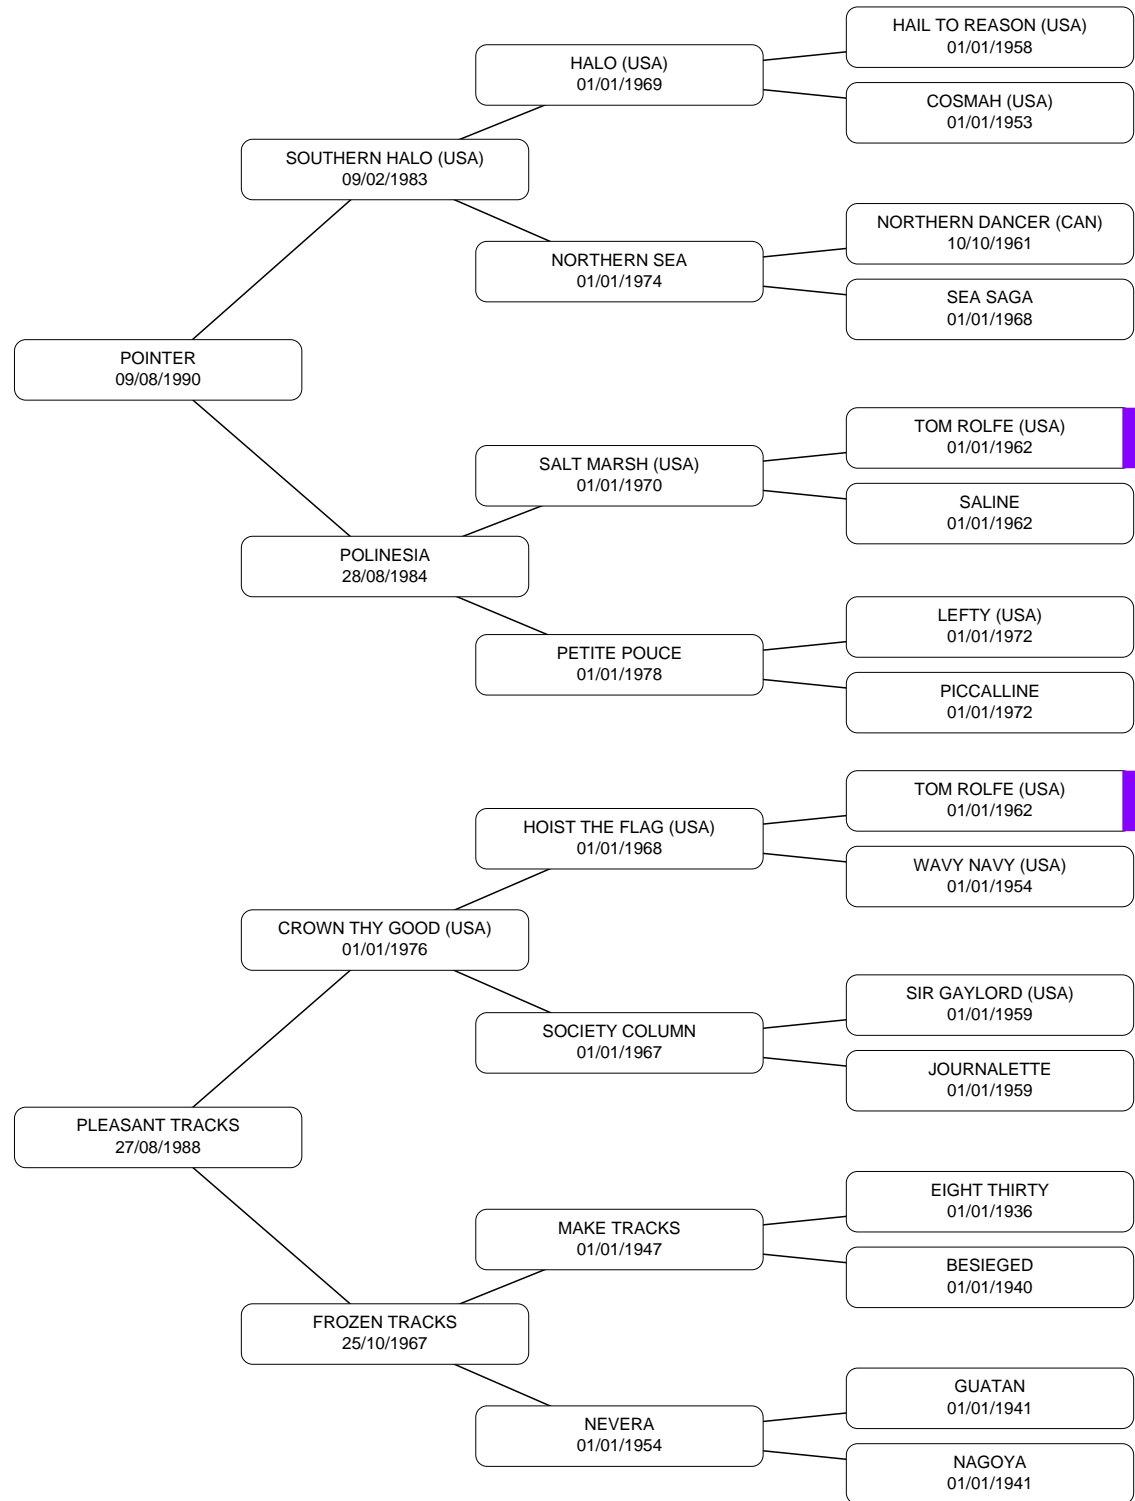 HAIL TO REASON (USA)
01/01/1958
HALO (USA)
01/01/1969
COSMAH (USA)
01/01/1953
SOUTHERN HALO (USA)
09/02/1983
NORTHERN DANCER (CAN)
10/10/1961
NORTHERN SEA
01/01/1974
SEA SAGA
01/01/1968
POINTER
09/08/1990
TOM ROLFE (USA)
01/01/1962
SALT MARSH (USA)
01/01/1970
SALINE
01/01/1962
POLINESIA
28/08/1984
LEFTY (USA)
01/01/1972
PETITE POUCE
01/01/1978
PICCALLINE
01/01/1972
TOM ROLFE (USA)
01/01/1962
HOIST THE FLAG (USA)
01/01/1968
WAVY NAVY (USA)
01/01/1954
CROWN THY GOOD (USA)
01/01/1976
SIR GAYLORD (USA)
01/01/1959
SOCIETY COLUMN
01/01/1967
JOURNALETTE
01/01/1959
PLEASANT TRACKS
27/08/1988
EIGHT THIRTY
01/01/1936
MAKE TRACKS
01/01/1947
BESIEGED
01/01/1940
FROZEN TRACKS
25/10/1967
GUATAN
01/01/1941
NEVERA
01/01/1954
NAGOYA
01/01/1941